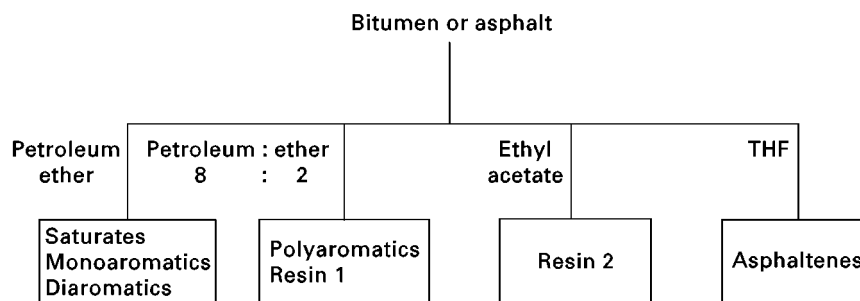 Bitumen or asphalt
Petroleum ether
Petroleum : ether
8 : 2
Ethyl acetate
THF
Saturates
Monoaromatics
Diaromatics
Polyaromatics
Resin 1
Resin 2
Asphaltenes